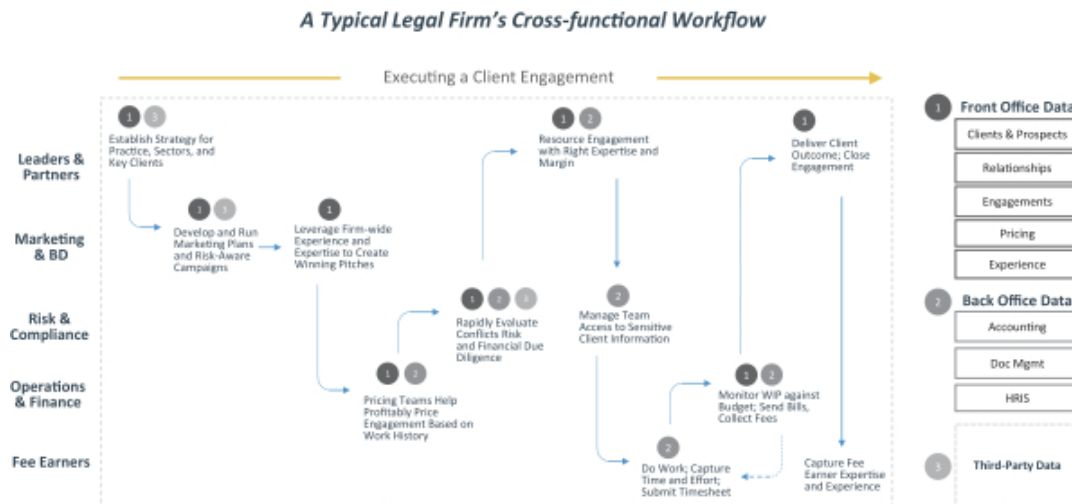 A Typical Legal Firm's Cross-functional Workflow
Executing a Client Engagement
Leaders &
Partners
Marketing
& BD
Risk &
Compliance
Operations
& Finance
Fee Earners
1 3
Establish Strategy for
Practice, Sectors, and
Key Clients
1 3
Develop and Run
Marketing Plans
and Risk-Aware
Campaigns
1
Leverage Firm-wide
Experience and
Expertise to Create
Winning Pitches
1 2
Pricing Teams Help
Profitably Price
Engagement Based on
Work History
1 2 3
Rapidly Evaluate
Conflicts Risk
and Financial Due
Diligence
1 2
Resource Engagement
with Right Expertise and
Margin
2
Manage Team
Access to Sensitive
Client Information
2
Do Work; Capture
Time and Effort;
Submit Timesheet
1 2
Monitor WIP against
Budget; Send Bills,
Collect Fees
1
Deliver Client
Outcome; Close
Engagement
Capture Fee
Earner Expertise
and Experience
1 Front Office Data
Clients & Prospects
Relationships
Engagements
Pricing
Experience
2 Back Office Data
Accounting
Doc Mgmt
HRIS
3 Third-Party Data